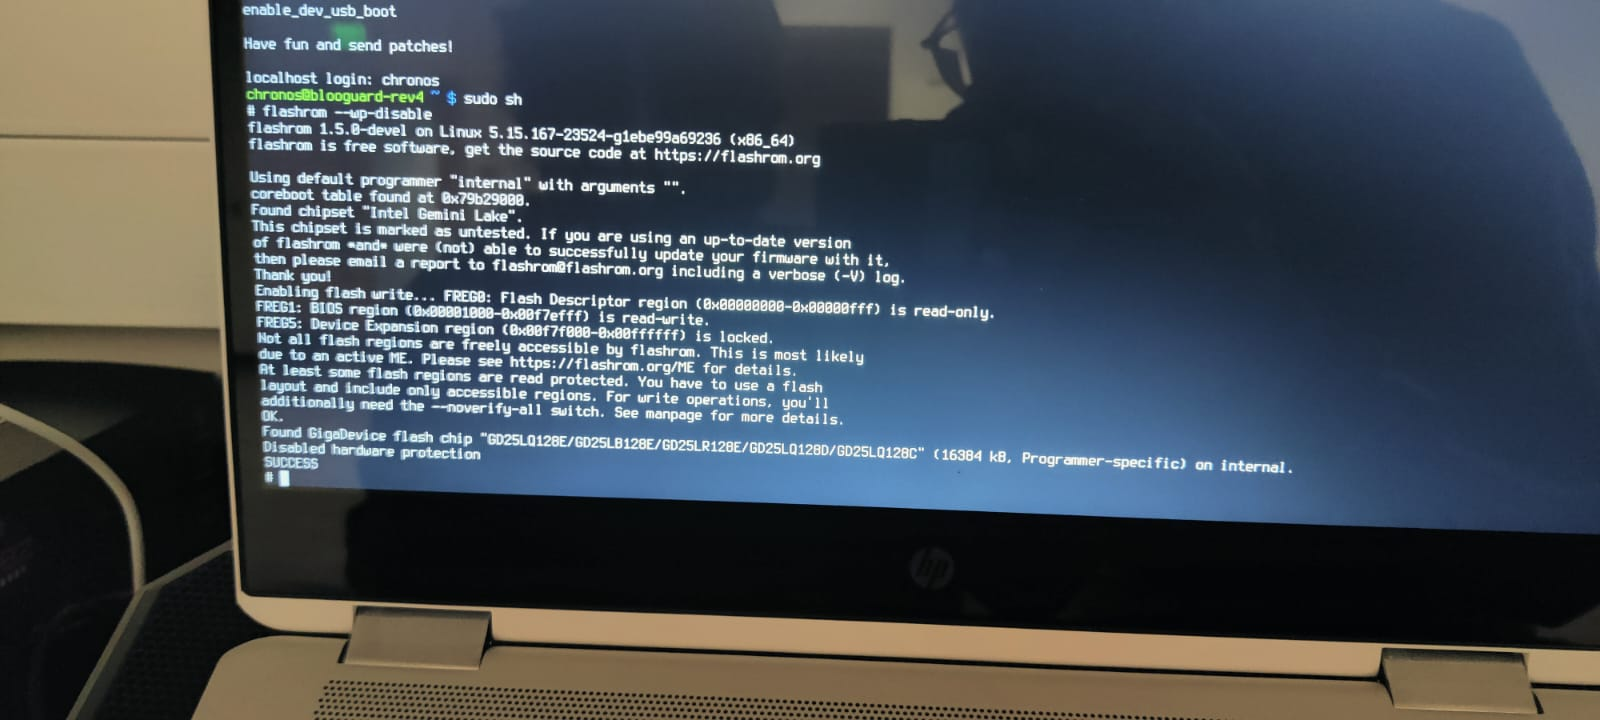 enable_dev_usb_boot
Have fun and send patches!
localhost login: chronos
chronos@blooguard-rev4 ~ $ sudo sh
# flashrom --wp-disable
flashrom 1.5.0-devel on Linux 5.15.167-23524-g1ebe99a69236 (x86_64)
flashrom is free software, get the source code at https://flashrom.org
Using default programmer "internal" with arguments "".
coreboot table found at 0x79b29000.
Found chipset "Intel Gemini Lake".
This chipset is marked as untested. If you are using an up-to-date version
of flashrom *and* were (not) able to successfully update your firmware with it,
then please email a report to flashrom@flashrom.org including a verbose (-V) log.
Thank you!
Enabling flash write... FREG0: Flash Descriptor region (0x00000000-0x00000fff) is read-only.
FREG1: BIOS region (0x00001000-0x00f7efff) is read-write.
FREG5: Device Expansion region (0x00f7f000-0x00ffffff) is locked.
Not all flash regions are freely accessible by flashrom. This is most likely
due to an active ME. Please see https://flashrom.org/ME for details.
At least some flash regions are read protected. You have to use a flash
layout and include only accessible regions. For write operations, you'll
additionally need the --noverify-all switch. See manpage for more details.
OK.
Found GigaDevice flash chip "GD25LQ128E/GD25LB128E/GD25LR128E/GD25LQ128D/GD25LQ128C" (16384 kB, Programmer-specific) on internal.
Disabled hardware protection
SUCCESS
#
hp